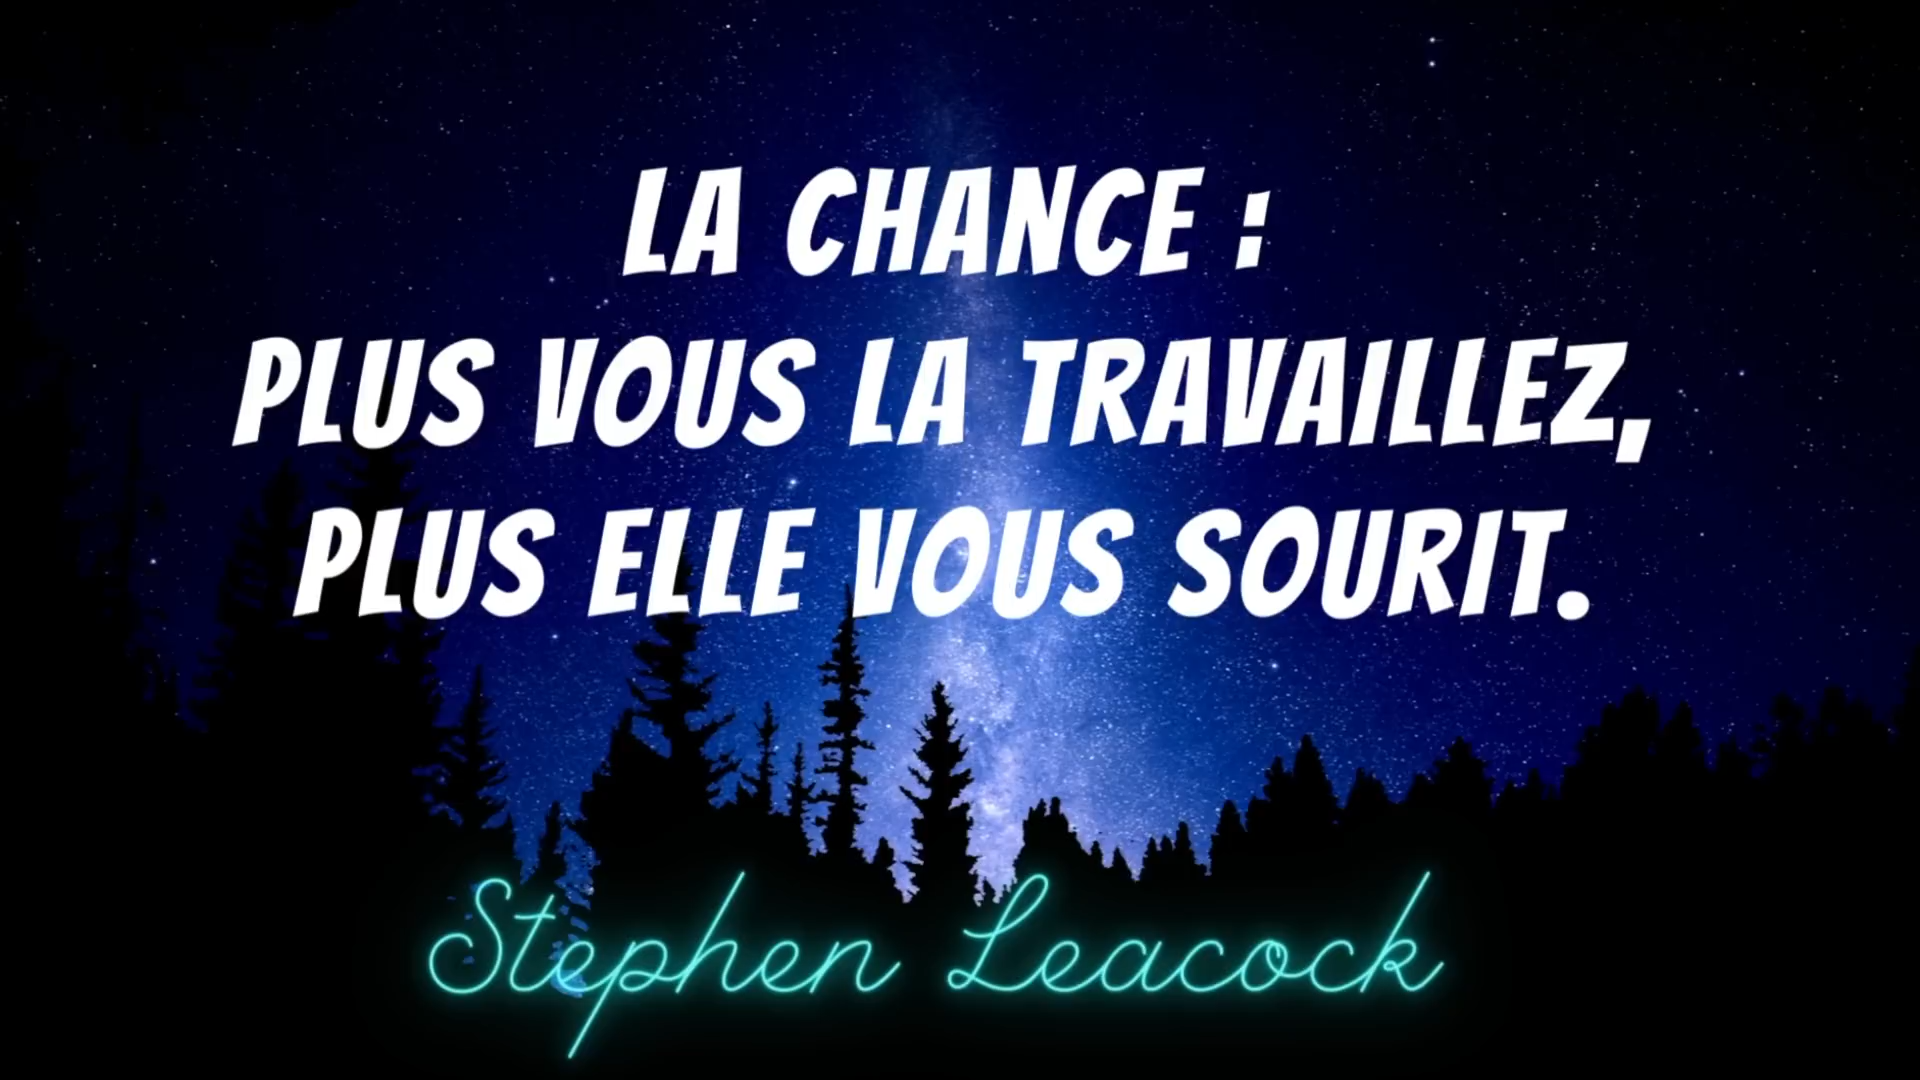 LA CHANCE :
PLUS VOUS LA TRAVAILLEZ,
PLUS ELLE VOUS SOURIT.
Stephen Leacock